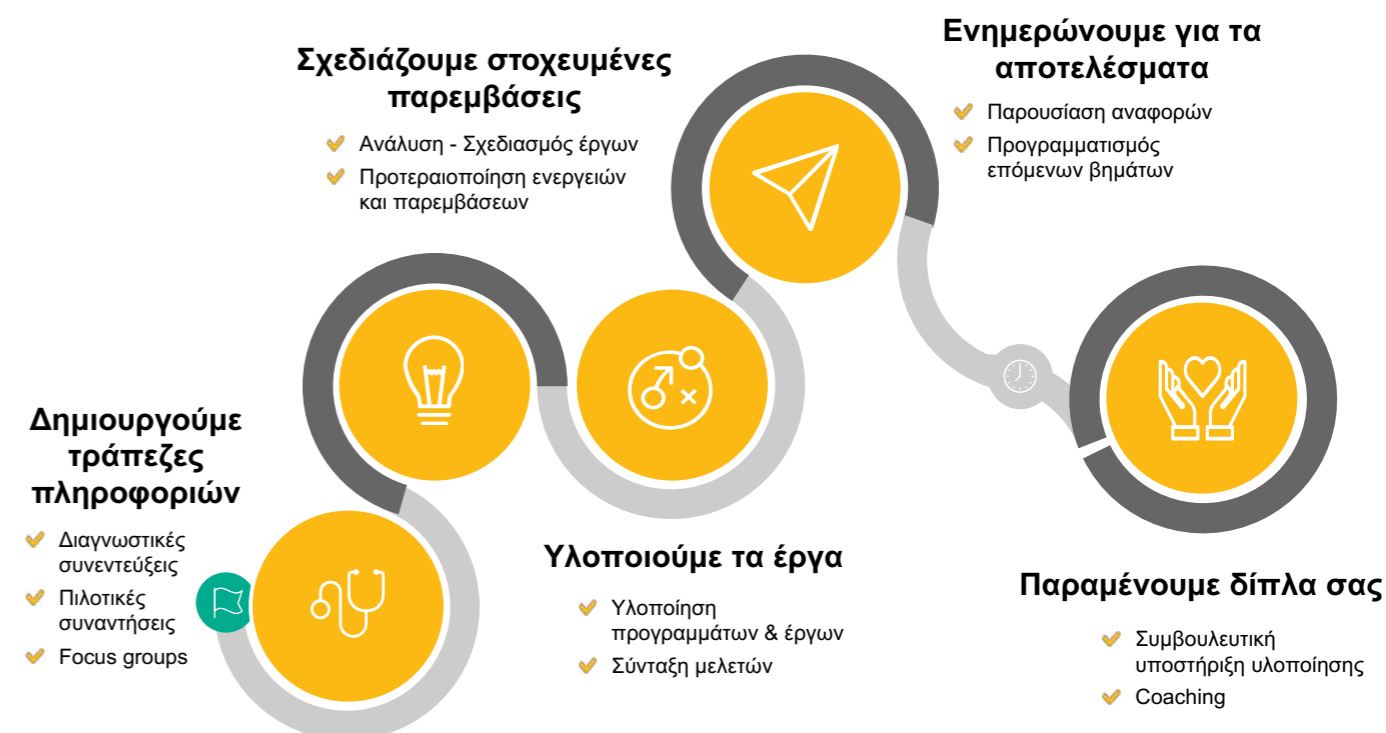 Δημιουργούμε
τράπεζες
πληροφοριών
Διαγνωστικές
συνεντεύξεις
Πιλοτικές
συναντήσεις
Focus groups
Σχεδιάζουμε στοχευμένες
παρεμβάσεις
Ανάλυση - Σχεδιασμός έργων
Προτεραιοποίηση ενεργειών
και παρεμβάσεων
Υλοποιούμε τα έργα
Υλοποίηση
προγραμμάτων & έργων
Σύνταξη μελετών
Ενημερώνουμε για τα
αποτελέσματα
Παρουσίαση αναφορών
Προγραμματισμός
επόμενων βημάτων
Παραμένουμε δίπλα σας
Συμβουλευτική
υποστήριξη υλοποίησης
Coaching